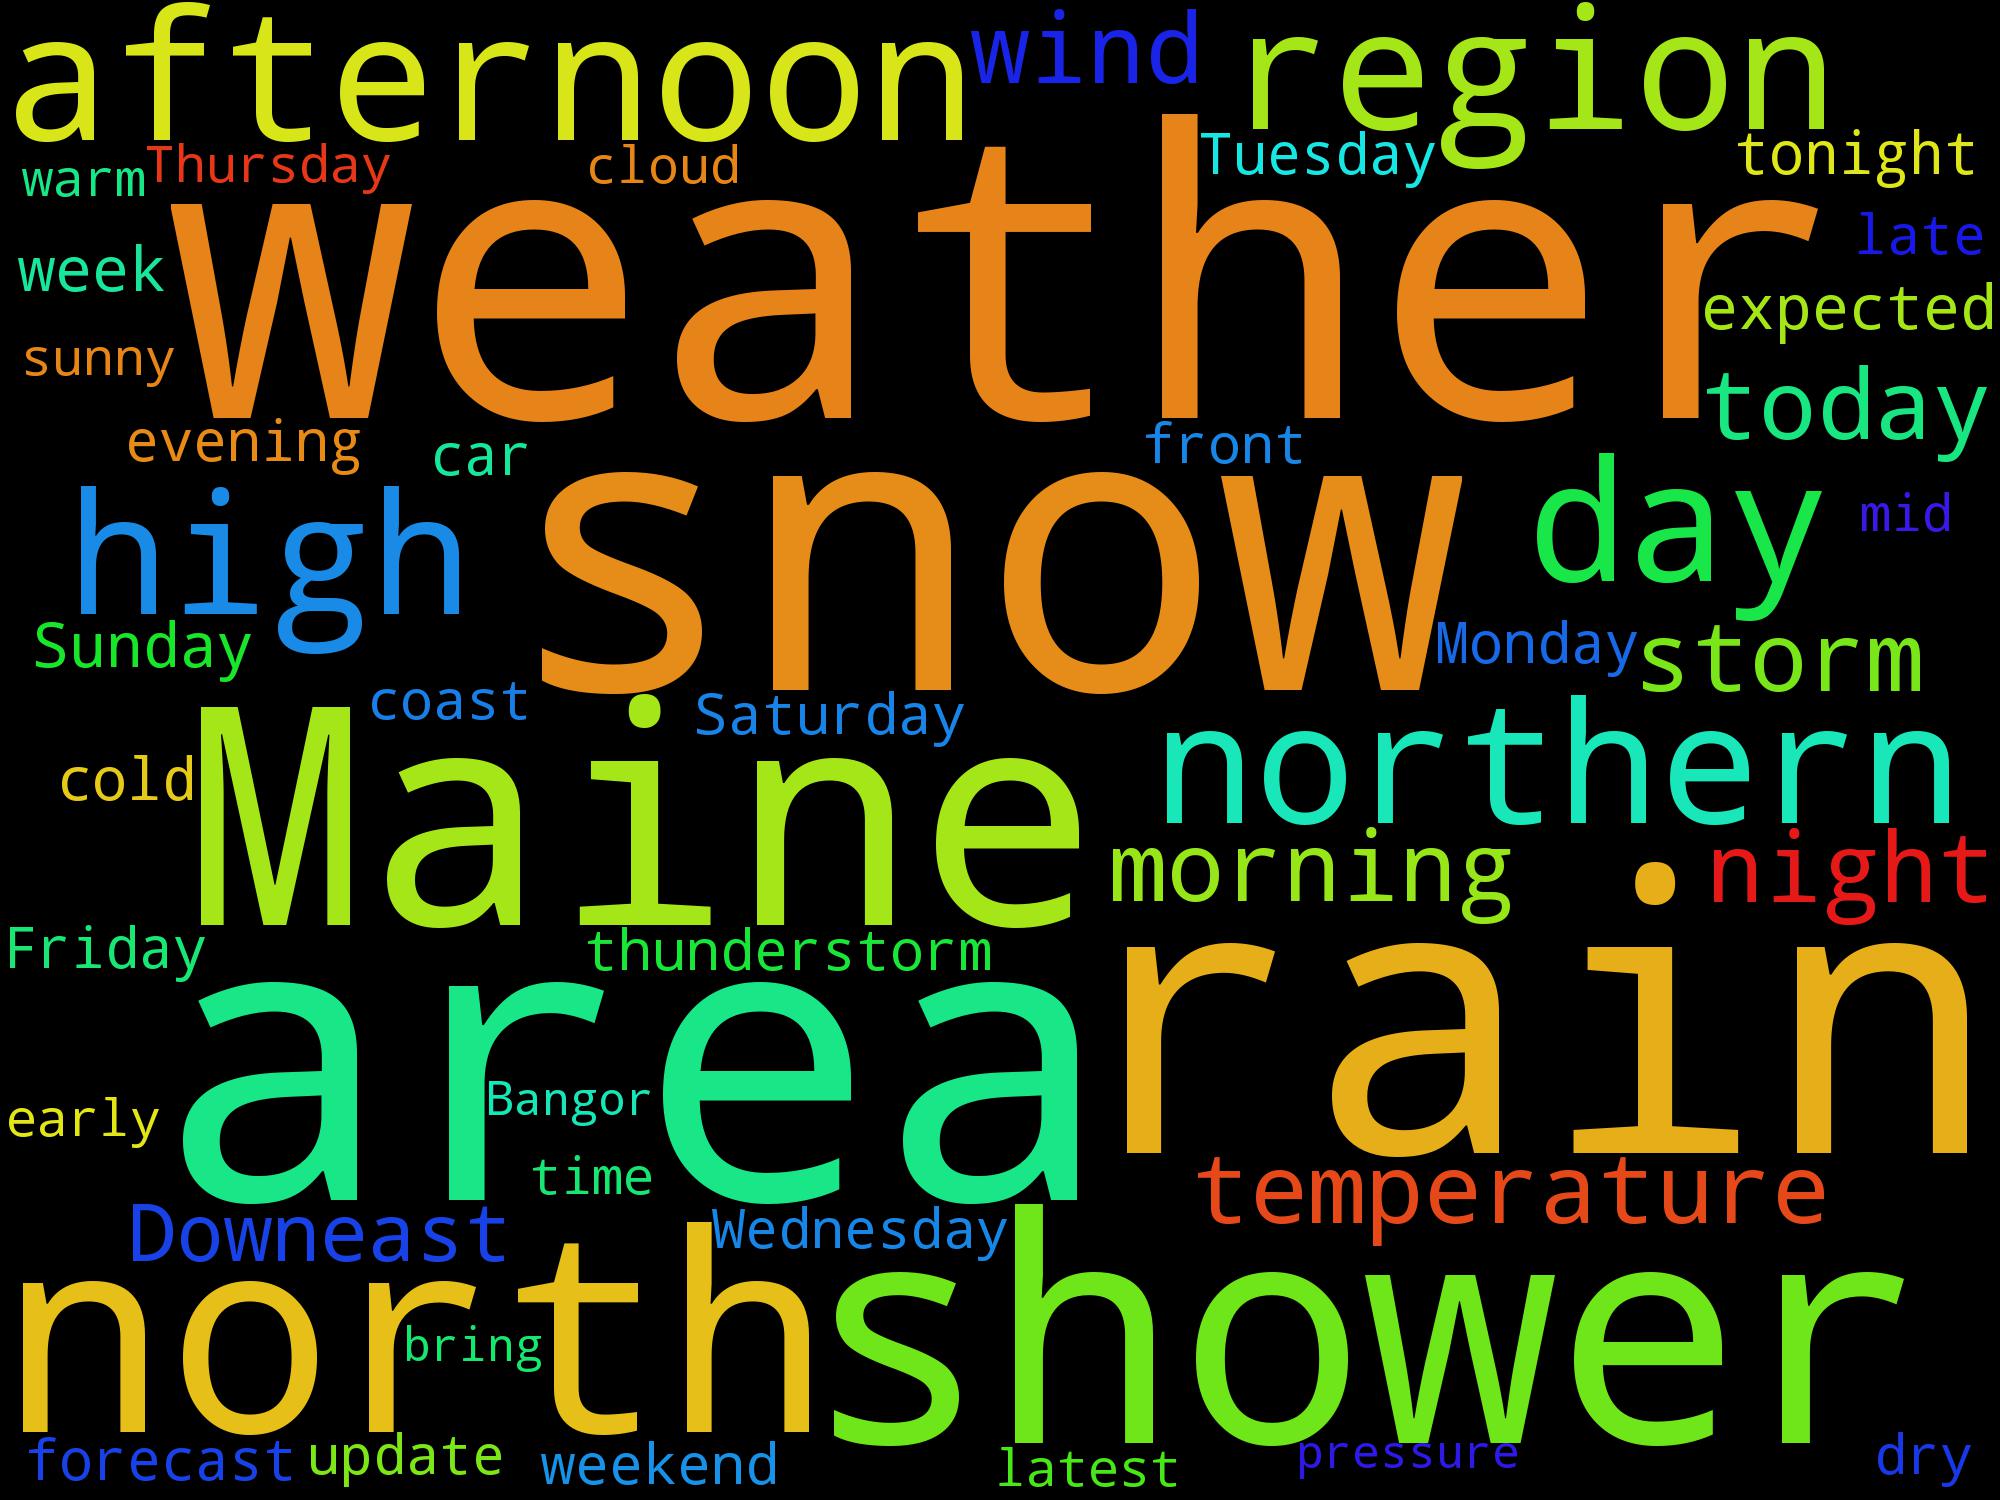 afternoon
wind
region
warm
Thursday
cloud
Tuesday
tonight
weather
late
week
expected
sunny
today
evening
car
front
high
snow
day
mid
Sunday
Monday
storm
coast
Saturday
cold
Maine
northern
morning
night
Friday
thunderstorm
area
rain
early
Bangor
time
temperature
Downeast
Wednesday
north
shower
bring
forecast
update
weekend
latest
pressure
dry